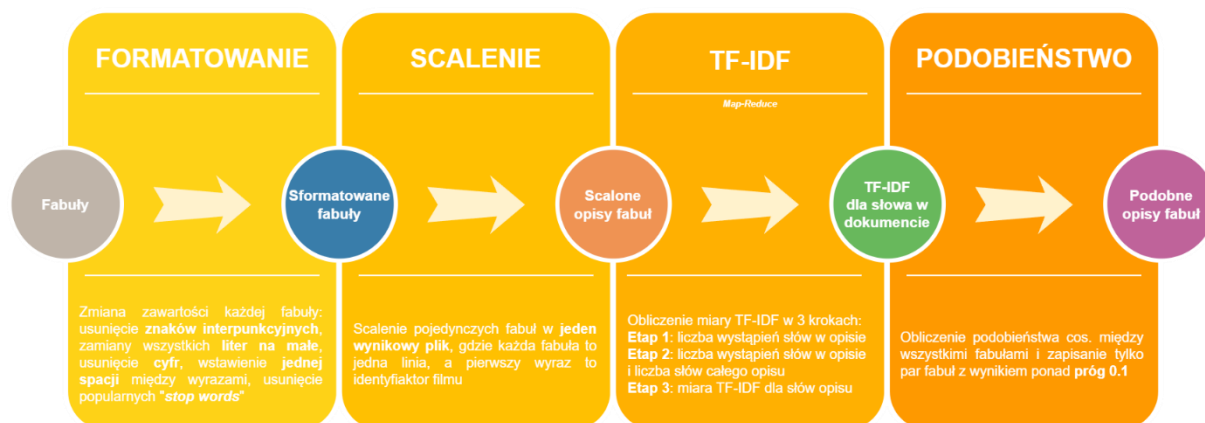 FORMATOWANIE
SCALENIE
TF-IDF
Map-Reduce
PODOBIEŃSTWO
Fabuły
Sformatowane
fabuły
Scalone
opisy fabuł
TF-IDF
dla słowa w
dokumencie
Podobne
opisy fabuł
Zmiana zawartości każdej fabuły:
usunięcie znaków interpunkcyjnych,
zamiany wszystkich liter na małe,
usunięcie cyfr, wstawienie jednej
spacji między wyrazami, usunięcie
popularnych "stop words"
Scalenie pojedynczych fabuł w jeden
wynikowy plik, gdzie każda fabuła to
jedna linia, a pierwszy wyraz to
identyfiaktor filmu
Obliczenie miary TF-IDF w 3 krokach:
Etap 1: liczba wystąpień słów w opisie
Etap 2: liczba wystąpień słów w opisie
i liczba słów całego opisu
Etap 3: miara TF-IDF dla słów opisu
Obliczenie podobieństwa cos. między
wszystkimi fabułami i zapisanie tylko
par fabuł z wynikiem ponad próg 0.1